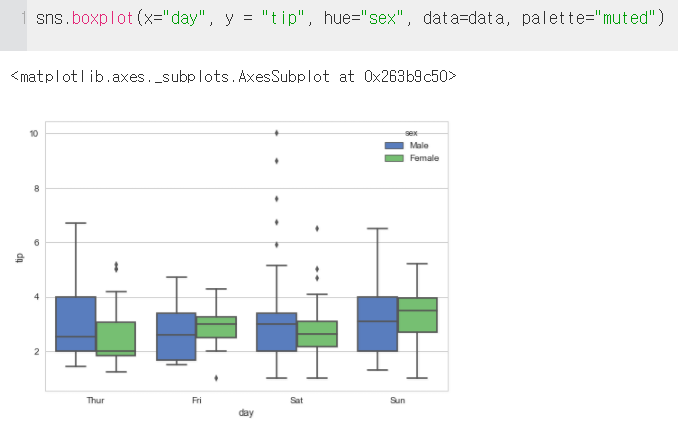 1 sns.boxplot(x="day", y = "tip", hue="sex", data=data, palette="muted")
<matplotlib.axes._subplots.AxesSubplot at 0x263b9c50>
10
8
6
4
2
tip
sex
Male
Female
Thur Fri Sat Sun
day